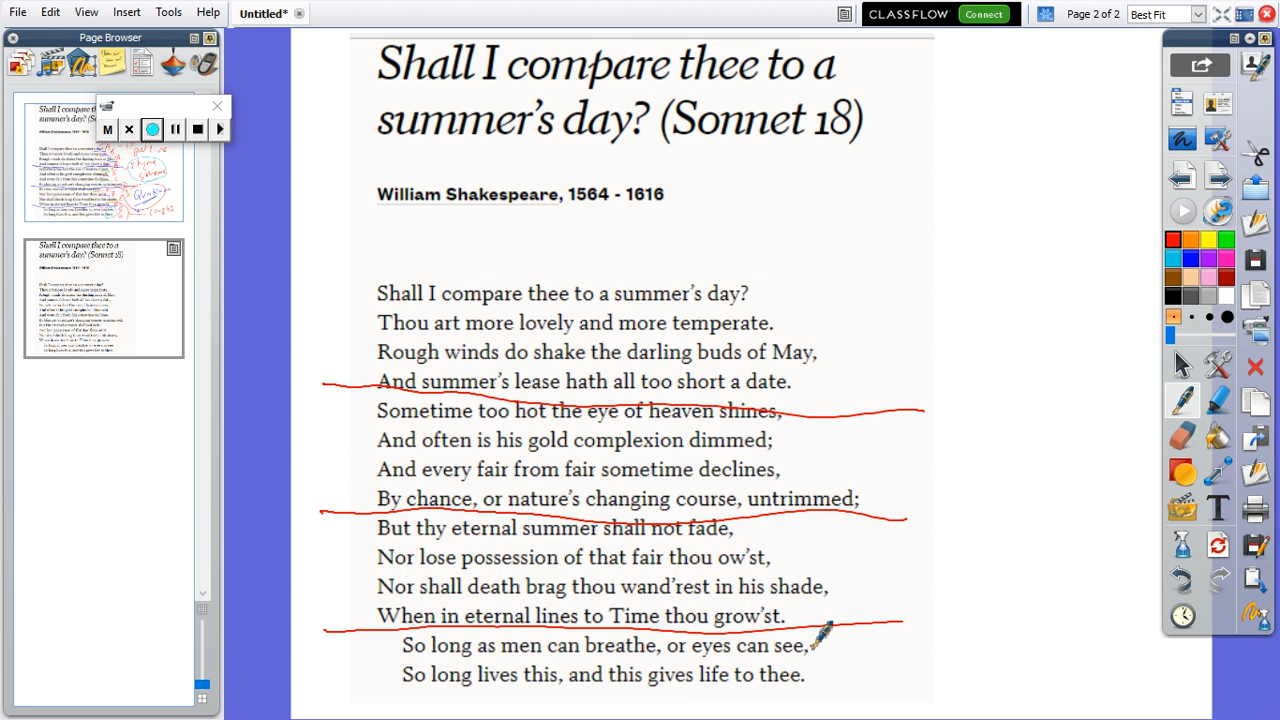 File Edit View Insert Tools Help
Untitled*
CLASSFLOW Connect
Page 2 of 2
Best Fit
Page Browser
M
Shall I compare thee to a
summer's day? (Sonnet 18)
William Shakespeare, 1564 - 1616
Shall I compare thee to a summer's day?
Thou art more lovely and more temperate.
Rough winds do shake the darling buds of May,
And summer's lease hath all too short a date.
Sometime too hot the eye of heaven shines,
And often is his gold complexion dimmed;
And every fair from fair sometime declines,
By chance, or nature's changing course, untrimmed;
But thy eternal summer shall not fade,
Nor lose possession of that fair thou ow'st,
Nor shall death brag thou wand'rest in his shade,
When in eternal lines to Time thou grow'st.
So long as men can breathe, or eyes can see,
So long lives this, and this gives life to thee.